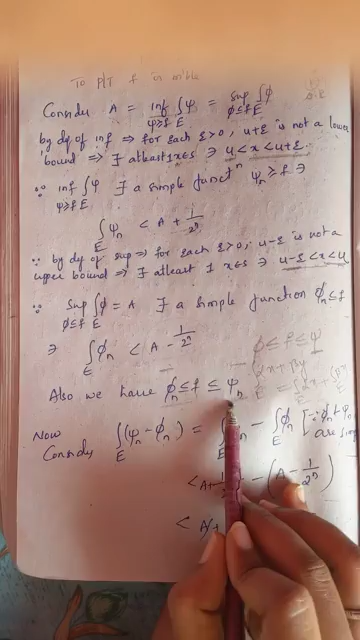 To P/T f is mble
Consider A = inf ∫ψ = sup ∫φ
ψ≥f E φ≤f E
by def of inf ⇒ for each ε>0, u+ε is not a lower
bound ⇒ ∃ atleast 1 x∈s ∋ u<x<u+ε.
∵ inf ∫ψ ∃ a simple functⁿ ψn ≥ f ∋
ψ≥f E
∫ψn < A + 1/2ⁿ
E
∵ by def of sup ⇒ for each ε>0, u-ε is not a
upper bound ⇒ ∃ atleast 1 x∈s ∋ u-ε<x<u
∵ sup ∫φ = A ∃ a simple function φn ≤ f
φ≤f E
∋ ∫φn < A - 1/2ⁿ
E
φ ≤ f ≤ ψ
Also we have φn ≤ f ≤ ψn
Now
Consider ∫(ψn - φn) = ∫ψn - ∫φn [∵ φn + ψn
E E E are sim
< A + 1/2ⁿ - (A - 1/2ⁿ)
< A +